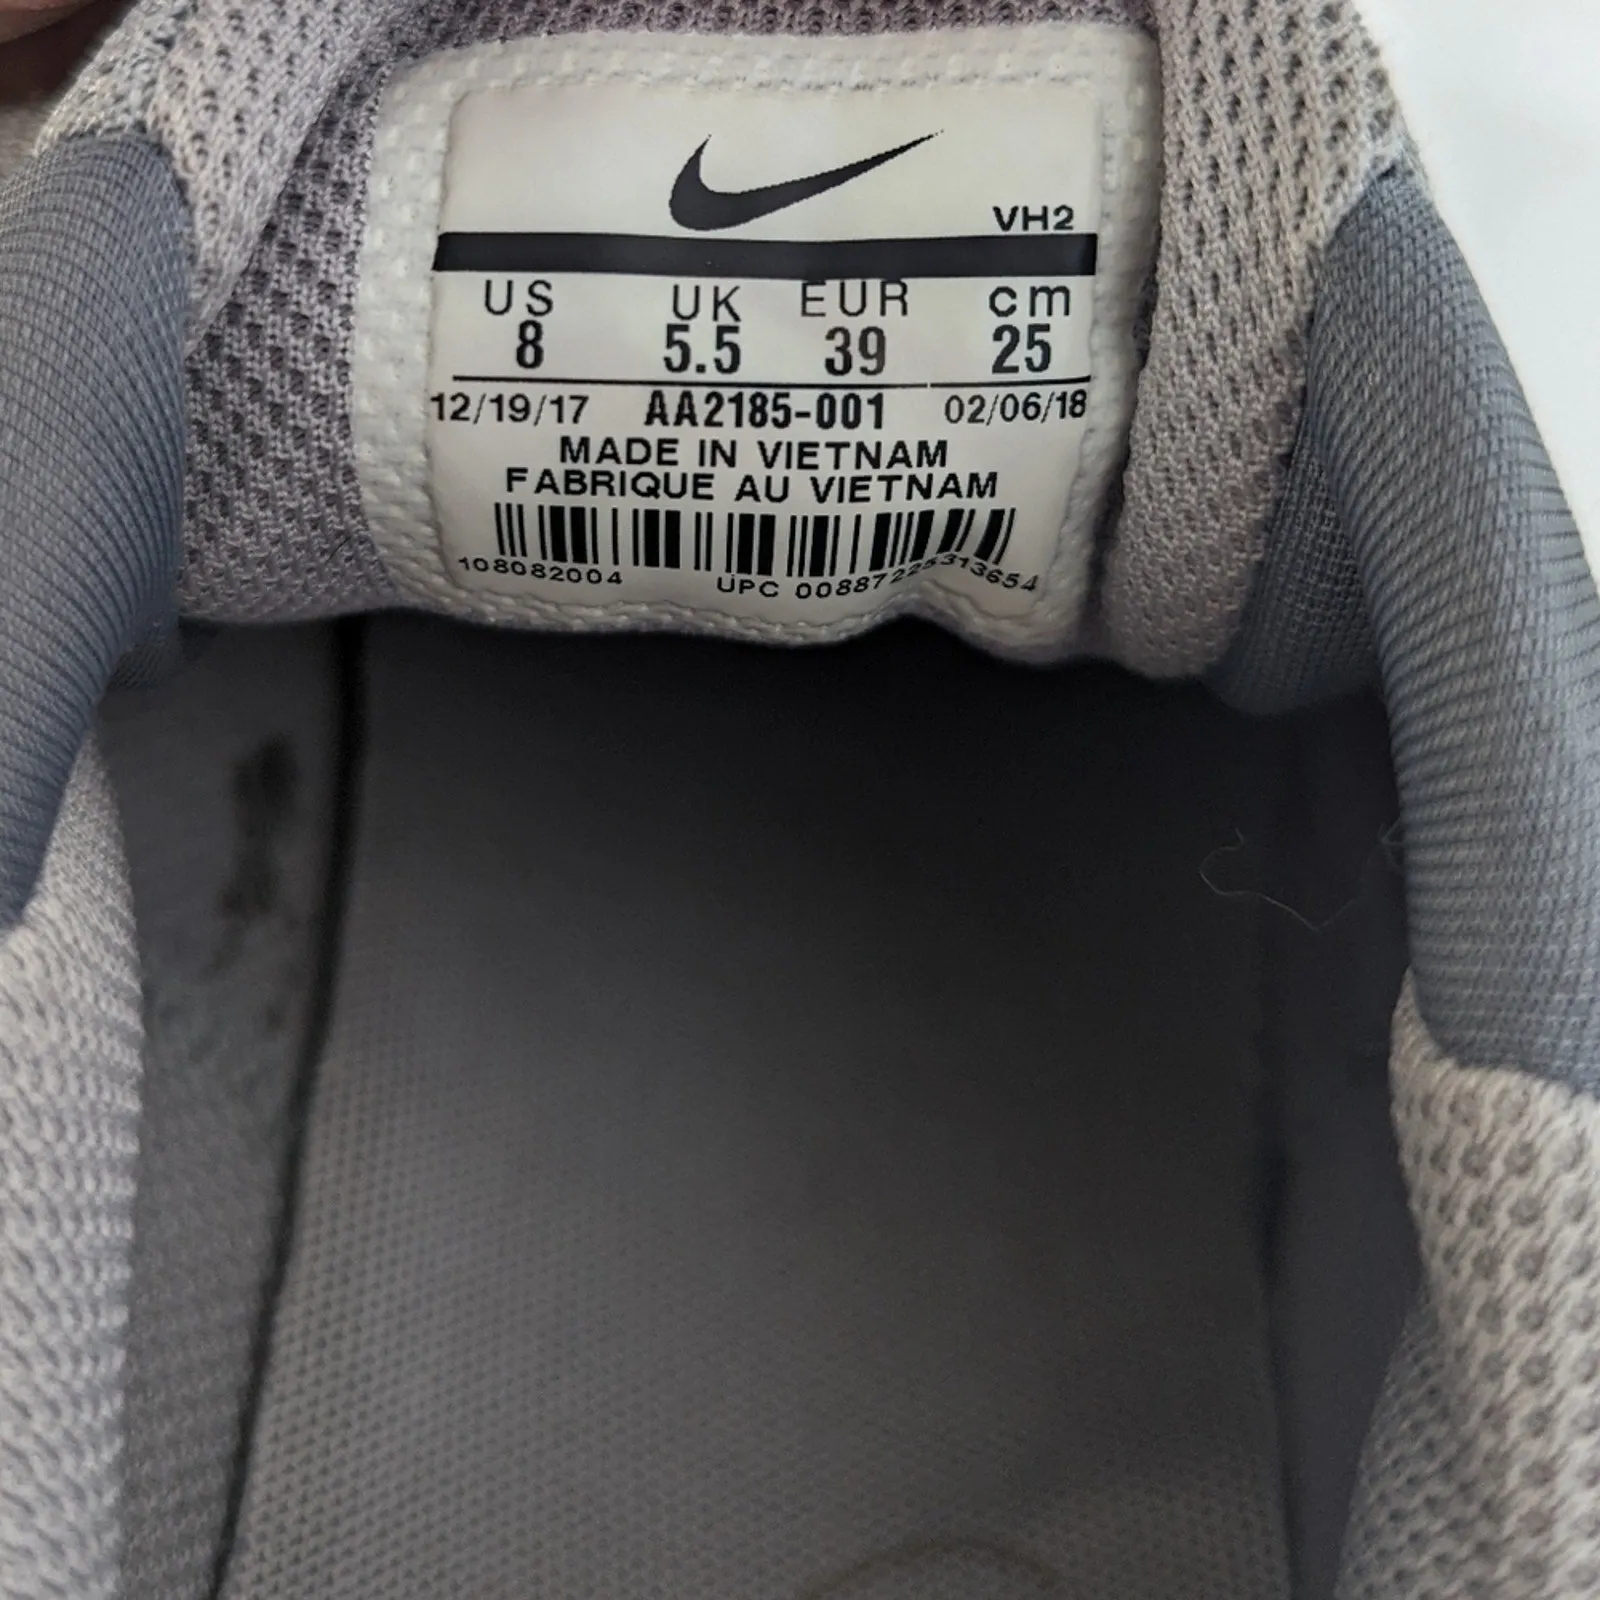 VH2
US UK EUR cm
8 5.5 39 25
12/19/17 AA2185-001 02/06/18
MADE IN VIETNAM
FABRIQUE AU VIETNAM
108082004 UPC 00887225313654